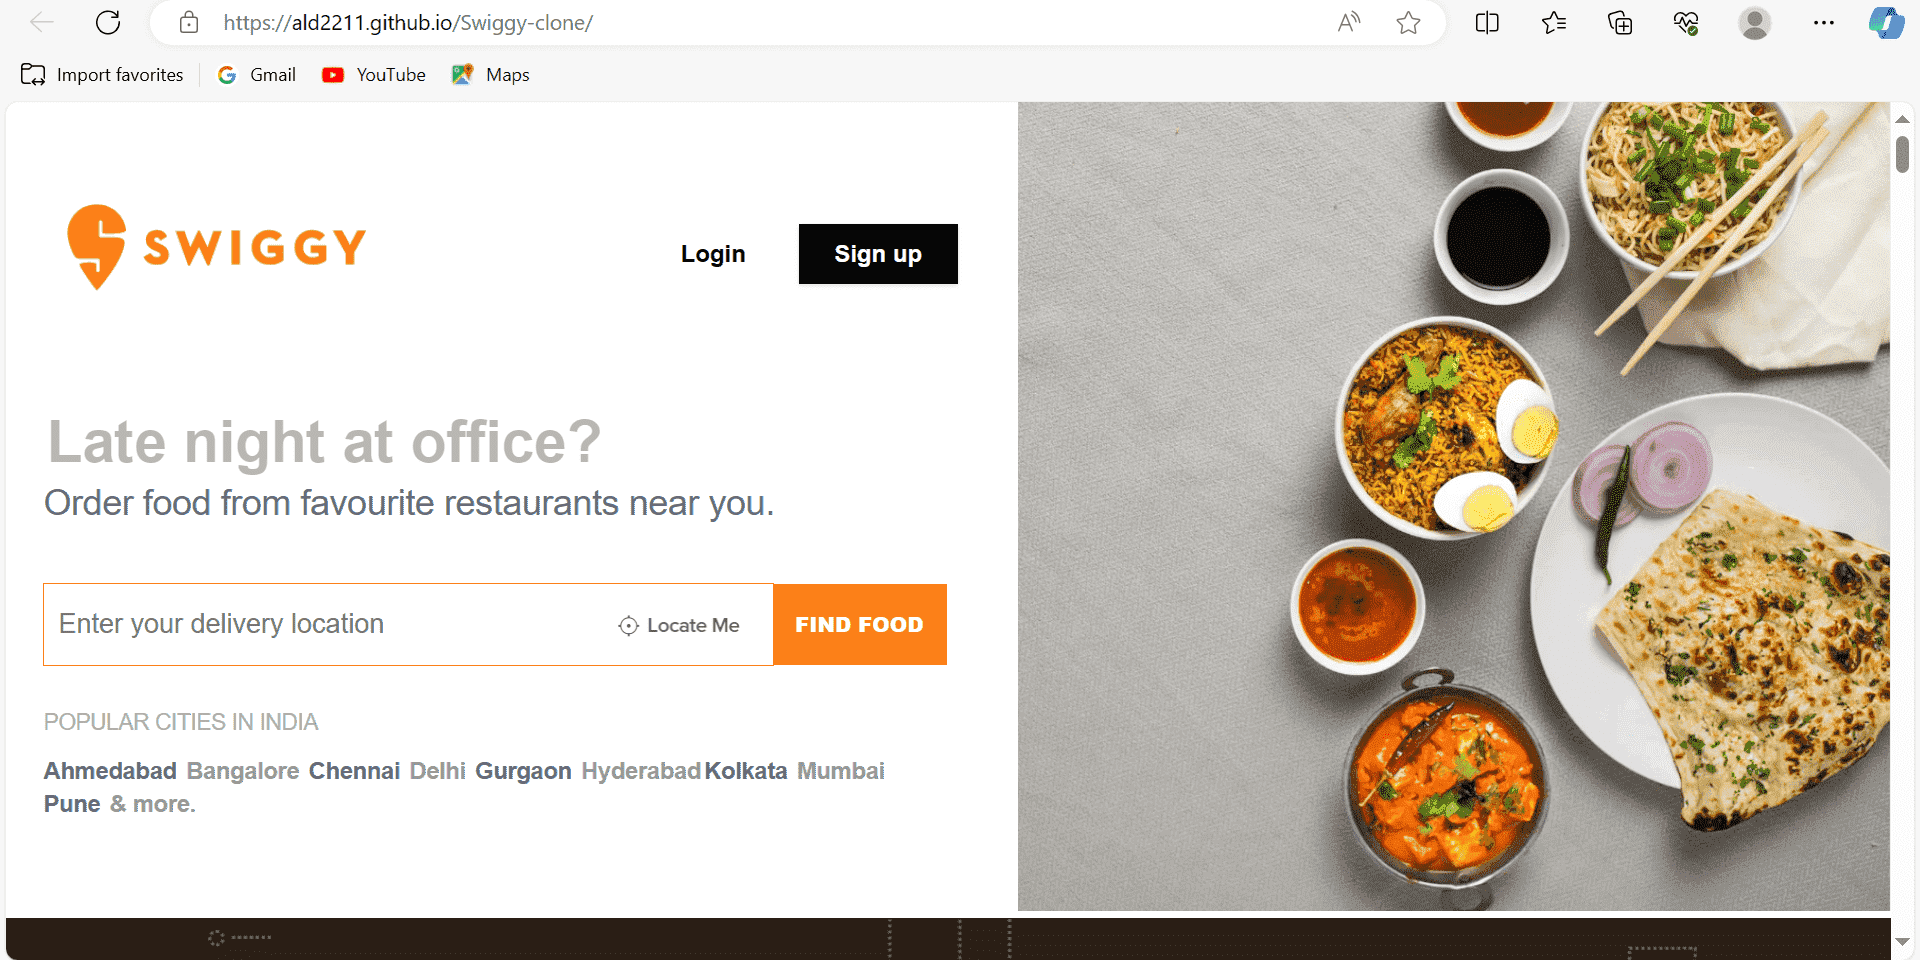 https://ald2211.github.io/Swiggy-clone/
Import favorites
Gmail
YouTube
Maps
SWIGGY
Login
Sign up
Late night at office?
Order food from favourite restaurants near you.
Enter your delivery location
Locate Me
FIND FOOD
POPULAR CITIES IN INDIA
Ahmedabad Bangalore Chennai Delhi Gurgaon Hyderabad Kolkata Mumbai
Pune & more.